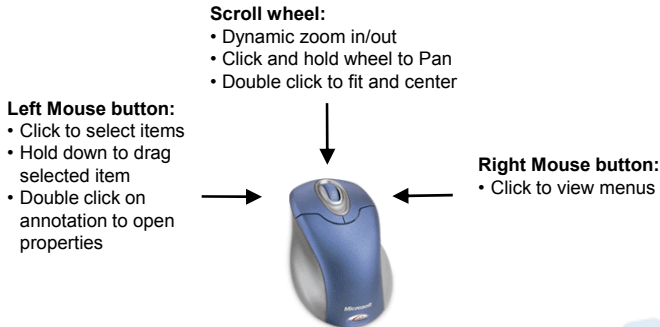 Scroll wheel:
• Dynamic zoom in/out
• Click and hold wheel to Pan
• Double click to fit and center
Left Mouse button:
• Click to select items
• Hold down to drag
selected item
• Double click on
annotation to open
properties
Right Mouse button:
• Click to view menus
Microsoft